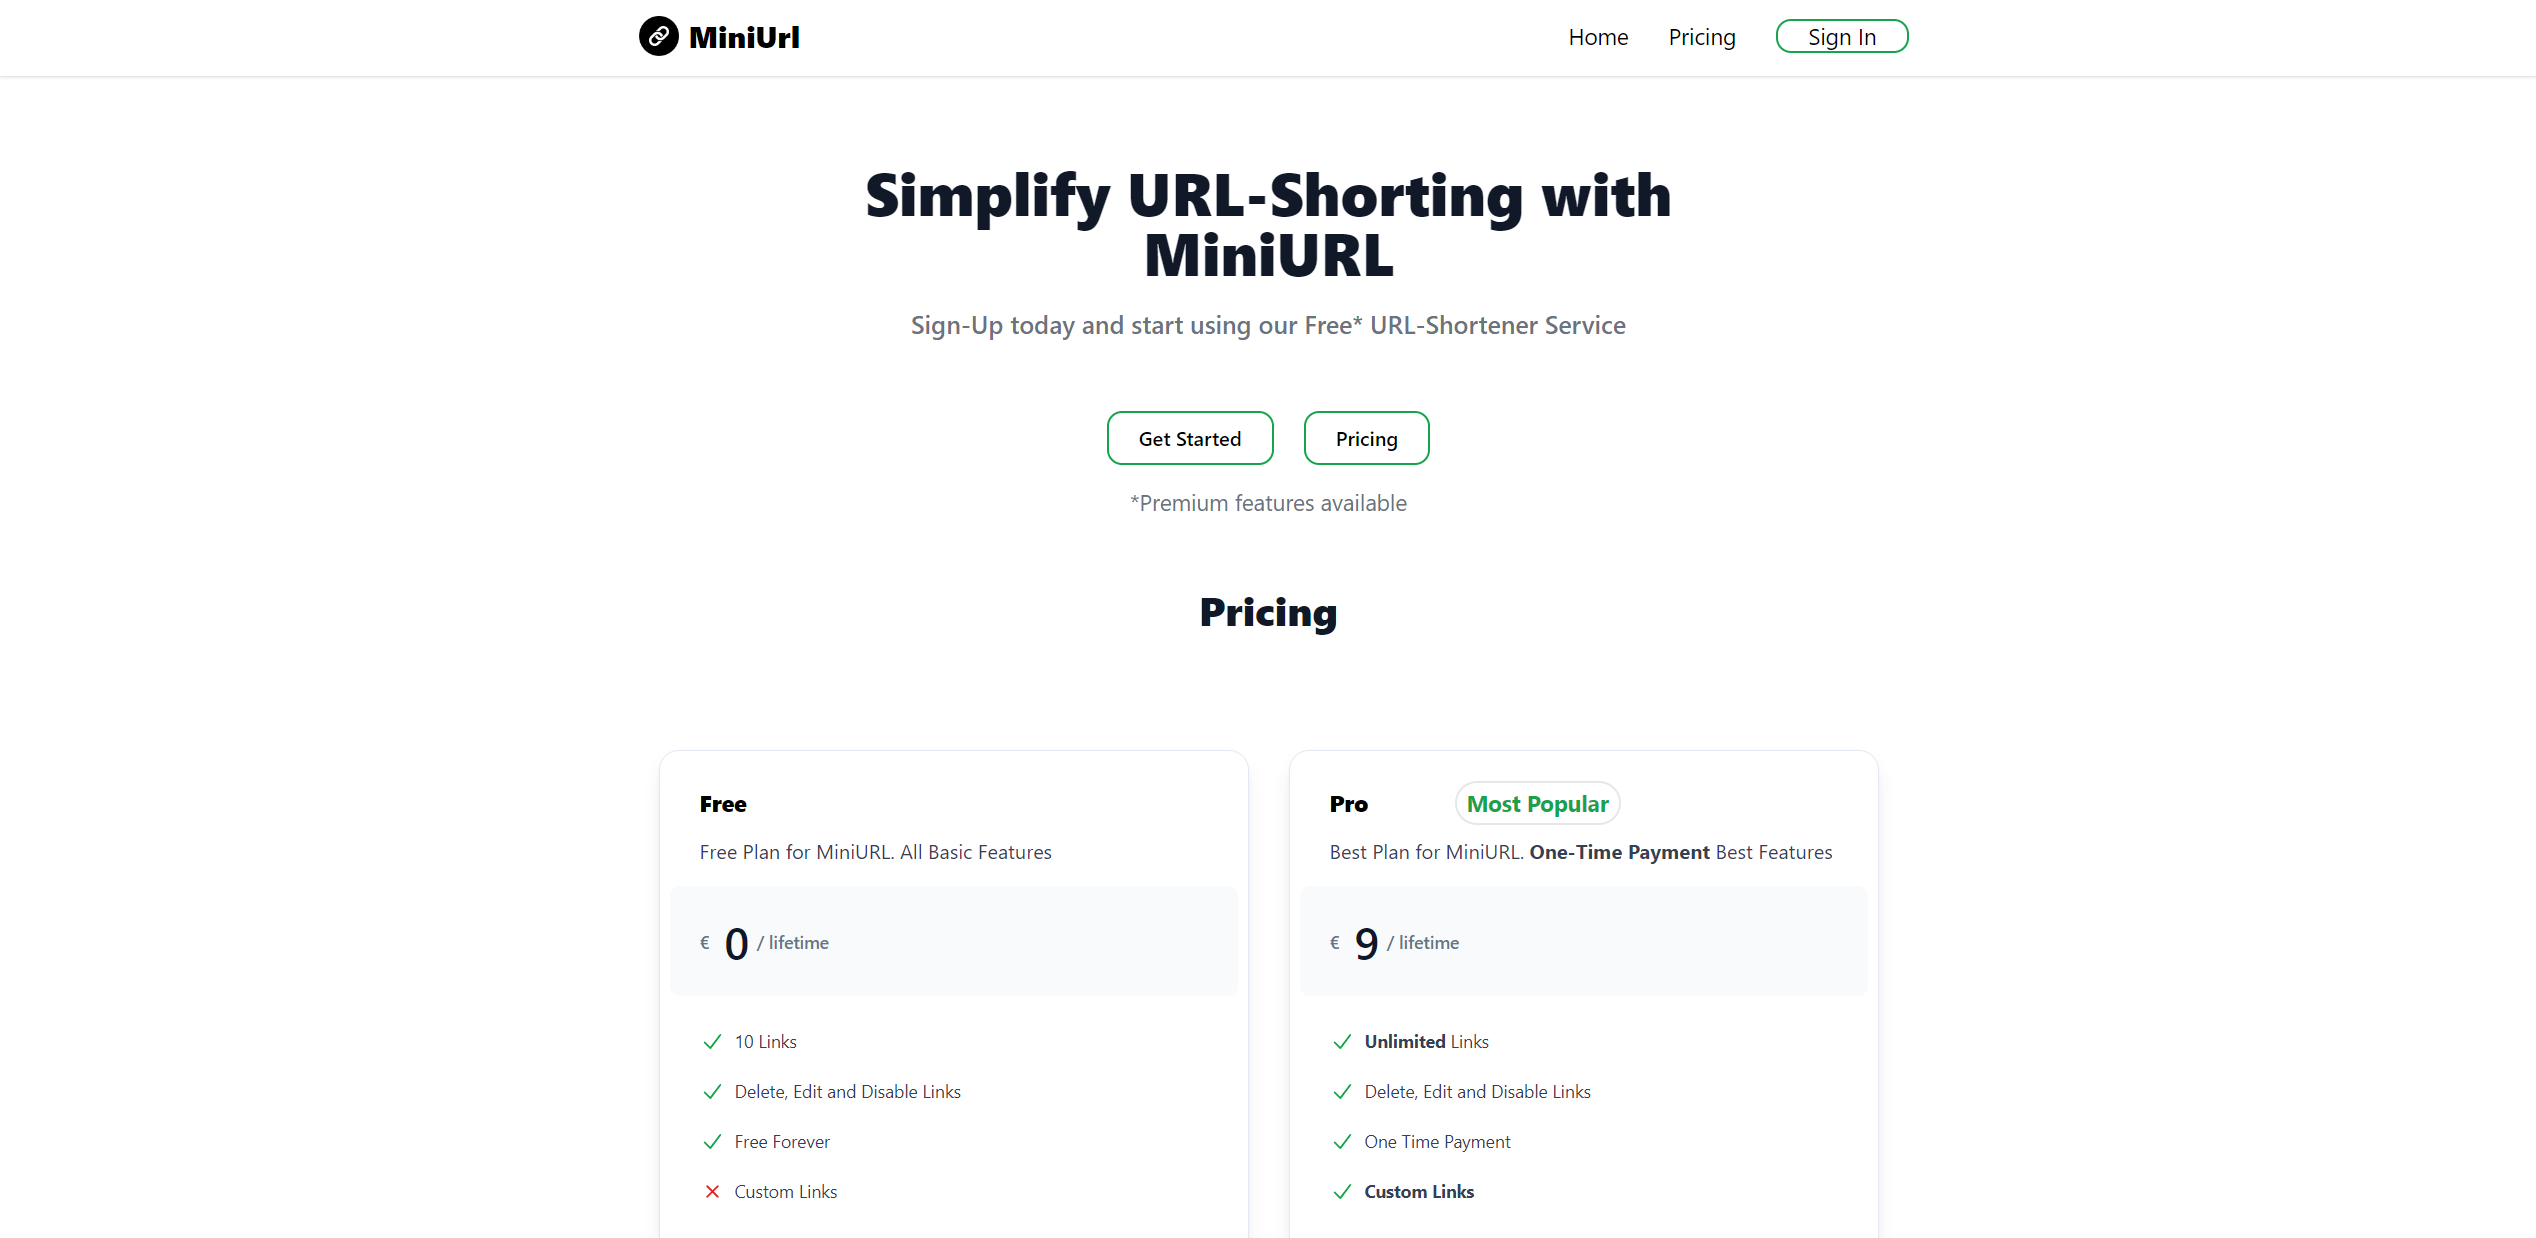 MiniUrl
Home
Pricing
Sign In
Simplify URL-Shorting with
MiniURL
Sign-Up today and start using our Free* URL-Shortener Service
Get Started
Pricing
*Premium features available
Pricing
Free
Free Plan for MiniURL. All Basic Features
€ 0 / lifetime
10 Links
Delete, Edit and Disable Links
Free Forever
Custom Links
Pro
Most Popular
Best Plan for MiniURL. One-Time Payment Best Features
€ 9 / lifetime
Unlimited Links
Delete, Edit and Disable Links
One Time Payment
Custom Links